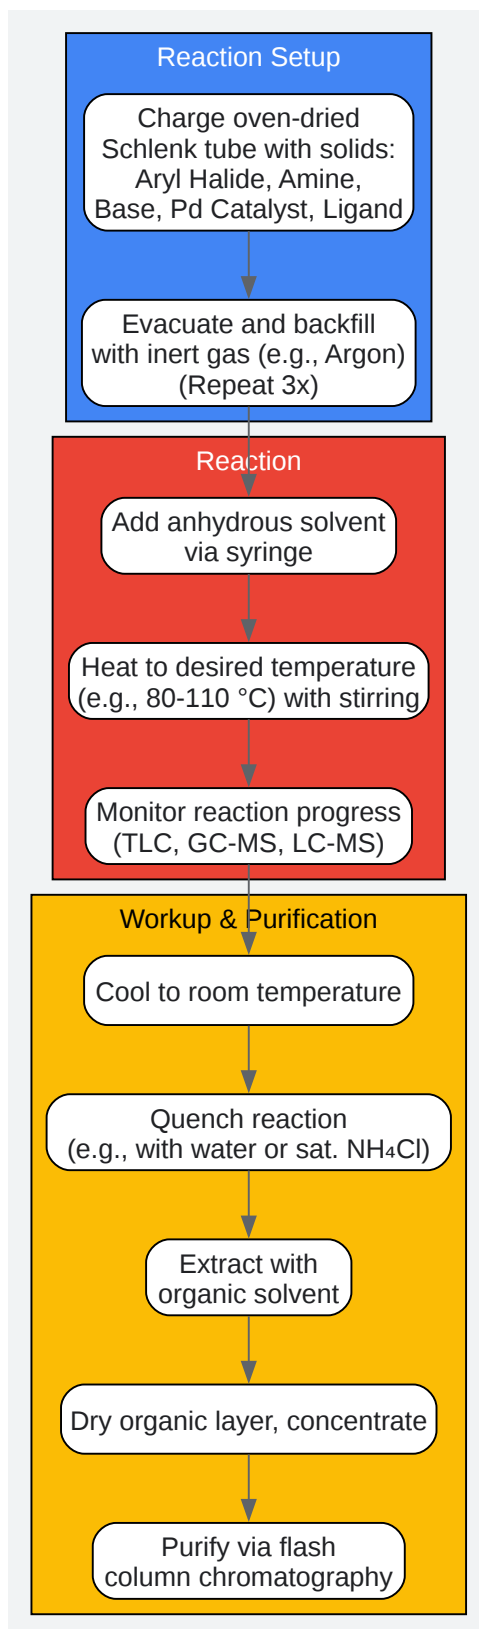 Reaction Setup
Charge oven-dried
Schlenk tube with solids:
Aryl Halide, Amine,
Base, Pd Catalyst, Ligand
Evacuate and backfill
with inert gas (e.g., Argon)
(Repeat 3x)
Reaction
Add anhydrous solvent
via syringe
Heat to desired temperature
(e.g., 80-110 °C) with stirring
Monitor reaction progress
(TLC, GC-MS, LC-MS)
Workup & Purification
Cool to room temperature
Quench reaction
(e.g., with water or sat. NH₄Cl)
Extract with
organic solvent
Dry organic layer, concentrate
Purify via flash
column chromatography